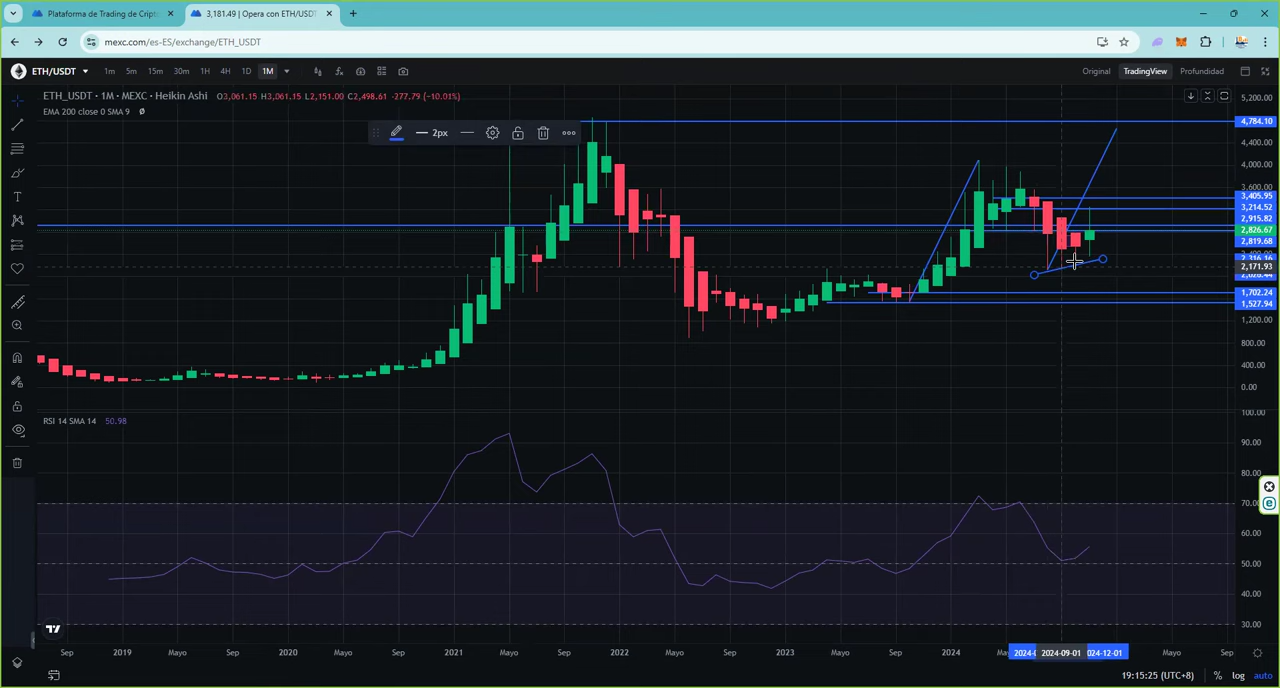 Plataforma de Trading de Cripto
3,181.49 | Opera con ETH/USDT
mexc.com/es-ES/exchange/ETH_USDT
ETH/USDT 1m 5m 15m 30m 1H 4H 1D 1M
Original TradingView Profundidad
ETH_USDT · 1M · MEXC · Heikin Ashi O3,061.15 H3,061.15 L2,151.00 C2,498.61 -277.79 (-10.01%)
EMA 200 close 0 SMA 9
2px
5,200.00
4,784.10
4,400.00
4,000.00
3,600.00
3,405.95
3,214.52
2,915.82
2,826.67
2,819.68
2,171.93
1,702.24
1,527.94
1,200.00
800.00
400.00
0.00
RSI 14 SMA 14 50.98
100.00
90.00
80.00
70.00
60.00
50.00
40.00
30.00
Sep 2019 Mayo Sep 2020 Mayo Sep 2021 Mayo Sep 2022 Mayo Sep 2023 Mayo Sep 2024 2024-09-01 Mayo Sep
19:15:25 (UTC+8) % log auto